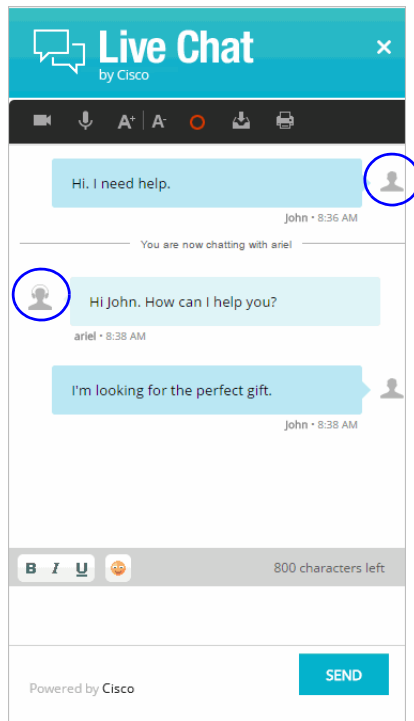 Live Chat
by Cisco
A+ A-
Hi. I need help.
John • 8:36 AM
You are now chatting with ariel
Hi John. How can I help you?
ariel • 8:38 AM
I'm looking for the perfect gift.
John • 8:38 AM
B I U 800 characters left
Powered by Cisco SEND